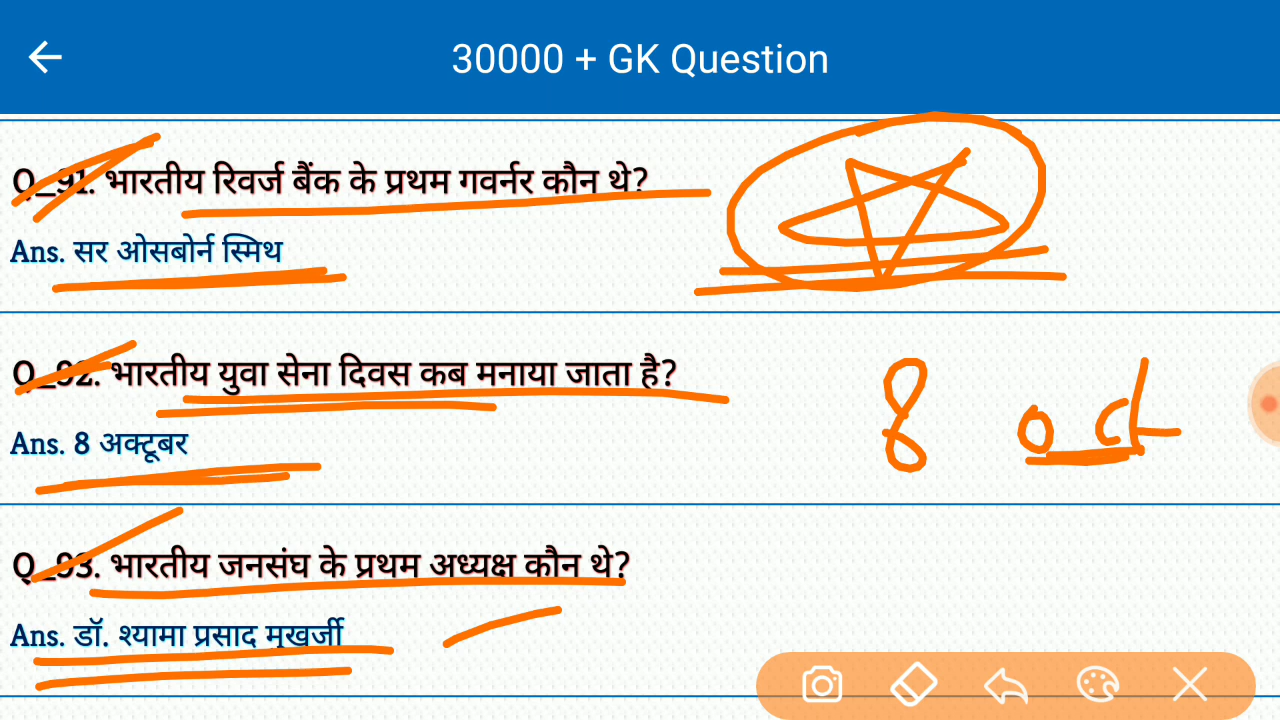 30000 + GK Question
Q_91. भारतीय रिवर्ज बैंक के प्रथम गवर्नर कौन थे?
Ans. सर ओसबोर्न स्मिथ
Q_92. भारतीय युवा सेना दिवस कब मनाया जाता है?
Ans. 8 अक्टूबर
8 oct
Q_93. भारतीय जनसंघ के प्रथम अध्यक्ष कौन थे?
Ans. डॉ. श्यामा प्रसाद मुखर्जी